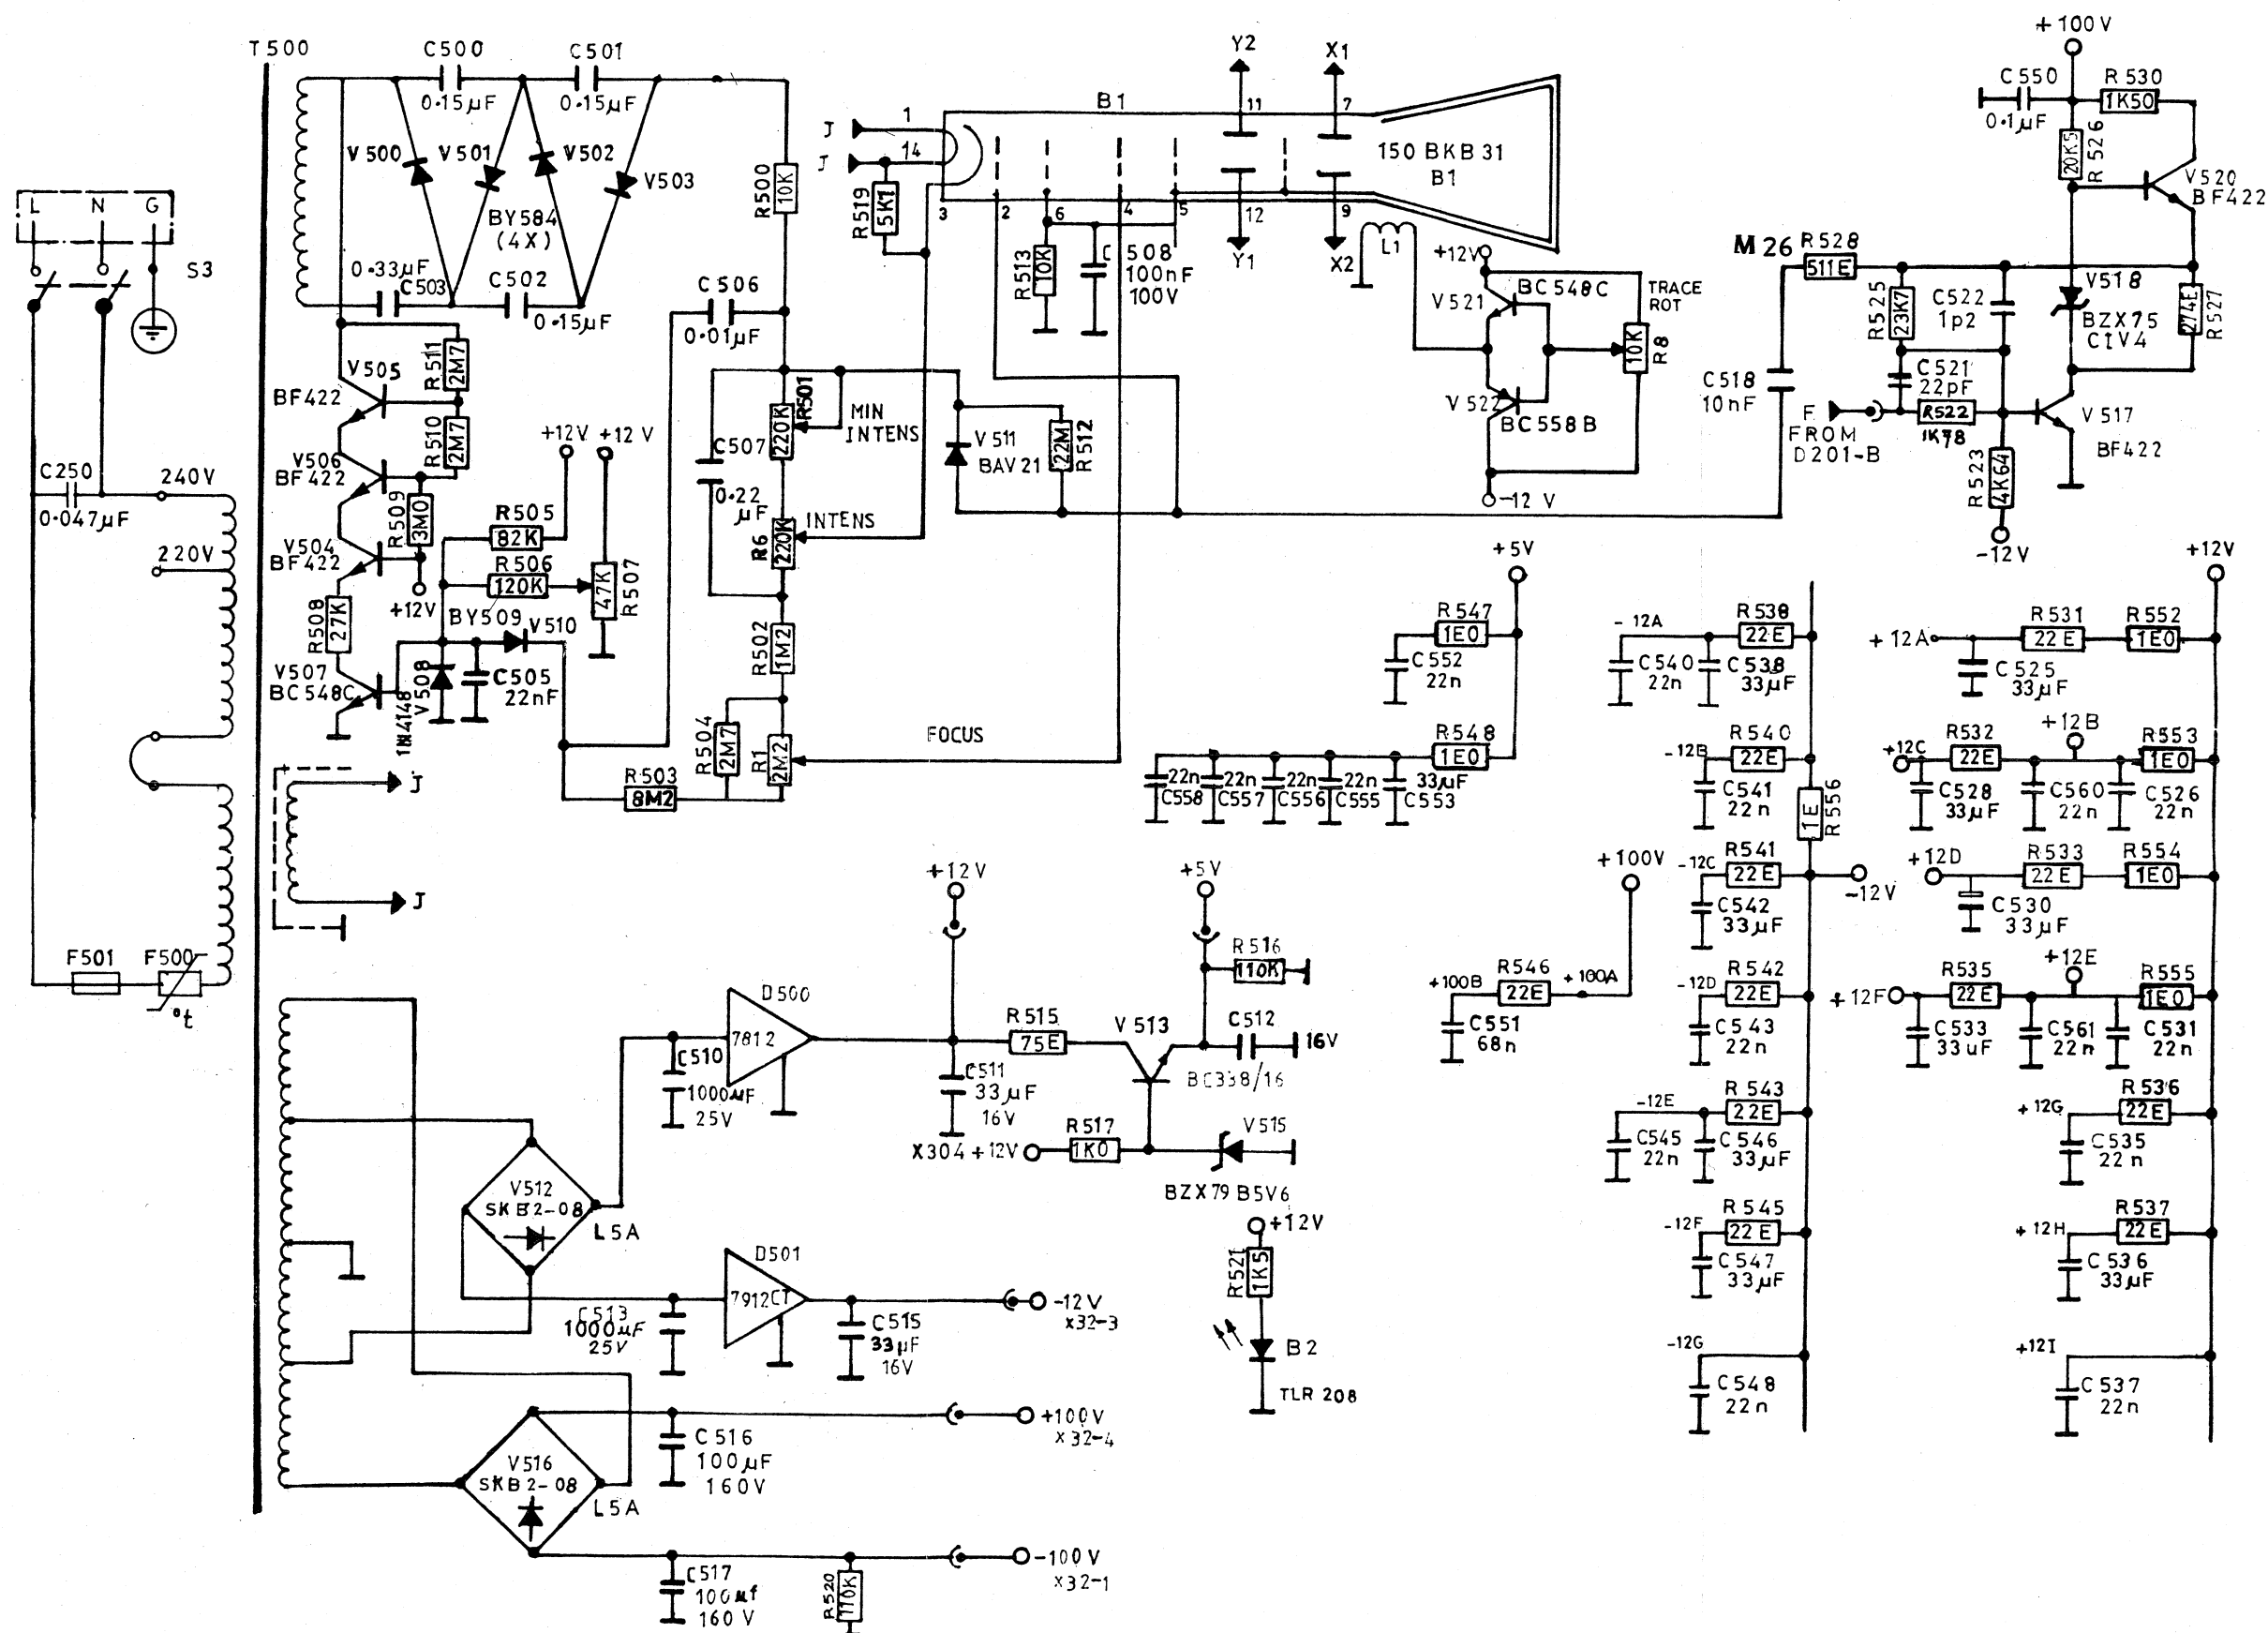 T500
C500
0.15µF
C501
0.15µF
V500
V501
V502
V503
BY584
(4X)
0.33µF
C503
C502
0.15µF
R500
10K
L N G
S3
C250
0.047µF
240V
220V
F501
F500
°t
V505
BF422
R511
2M7
R510
2M7
V506
BF422
R509
3M0
V504
BF422
+12V
R508
27K
V507
BC548C
1N4148
V508
BY509
V510
C505
22nF
+12V
+12V
R505
82K
R506
120K
47K
R507
C506
0.01µF
C507
0.22
µF
220K
R501
MIN
INTENS
R6
220K
INTENS
R502
1M2
R504
2M7
R1
2M2
FOCUS
R503
8M2
J
J
J
1
J
14
R519
5K1
3
2
6
4
5
B1
Y2
11
12
Y1
X1
7
9
X2
150 BKB 31
B1
R513
10K
C 508
100nF
100V
V511
BAV21
22M
R512
L1
+12V
V521
BC548C
TRACE
ROT
10K
R8
V522
BC558B
-12V
+100V
C550
0.1µF
R530
1K50
20K5
R526
V520
BF422
M26
R528
511E
R525
23K7
C522
1p2
V518
BZX75
C1V4
274E
R527
C521
22pF
C518
10nF
F
FROM
D201-B
R522
1K78
V517
BF422
R523
4K64
-12V
+5V
R547
1E0
C552
22n
R548
1E0
22n
C558
22n
C557
22n
C556
22n
C555
33µF
C553
-12A
R538
22E
C540
22n
C538
33µF
-12B
R540
22E
C541
22n
1E
R556
-12C
R541
22E
-12V
C542
33µF
-12D
R542
22E
C543
22n
-12E
R543
22E
C545
22n
C546
33µF
-12F
R545
22E
C547
33µF
-12G
C548
22n
+12V
+12A
R531
22E
R552
1E0
C525
33µF
+12C
R532
22E
+12B
R553
1E0
C528
33µF
C560
22n
C526
22n
+12D
R533
22E
R554
1E0
C530
33µF
+12F
R535
22E
+12E
R555
1E0
C533
33uF
C561
22n
C531
22n
+12G
R536
22E
C535
22n
+12H
R537
22E
C536
33µF
+12I
C537
22n
+100V
+100B
R546
22E
+100A
C551
68n
D500
7812
C510
1000µF
25V
+12V
C511
33µF
16V
R515
75E
V513
BC338/16
+5V
R516
110K
C512
16V
X304 +12V
R517
1K0
V515
BZX79 B5V6
V512
SKB2-08
L5A
D501
7912CT
C513
1000µF
25V
C515
33µF
16V
-12V
X32-3
+12V
R521
1K5
B2
TLR 208
V516
SKB2-08
L5A
C516
100µF
160V
+100V
X32-4
C517
100µf
160V
R520
110K
-100V
X32-1